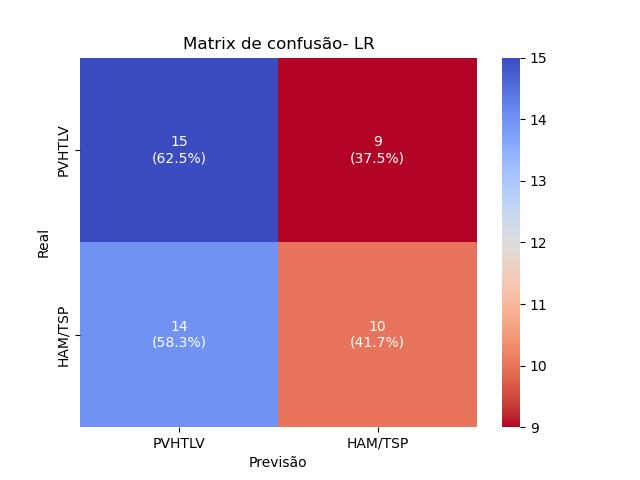 Matrix de confusão- LR
PVHTLV
HAM/TSP
Real
15
(62.5%)
9
(37.5%)
14
(58.3%)
10
(41.7%)
PVHTLV
HAM/TSP
Previsão
15
14
13
12
11
10
9